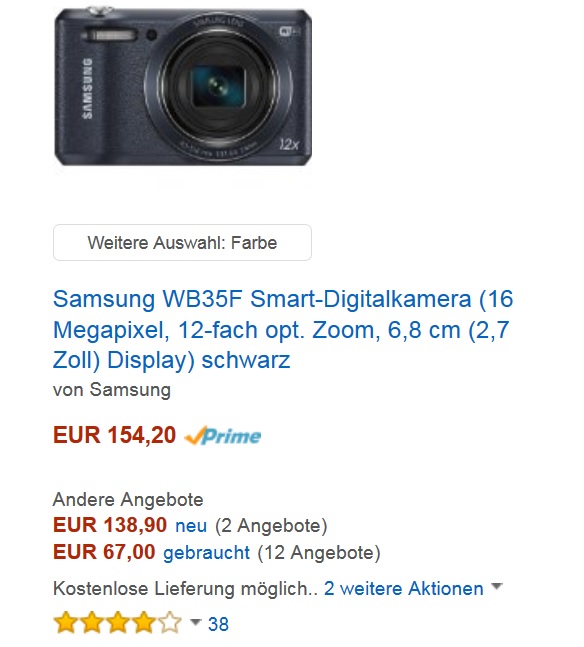 SAMSUNG LENS
SAMSUNG
12x
Weitere Auswahl: Farbe
Samsung WB35F Smart-Digitalkamera (16
Megapixel, 12-fach opt. Zoom, 6,8 cm (2,7
Zoll) Display) schwarz
von Samsung
EUR 154,20 Prime
Andere Angebote
EUR 138,90 neu (2 Angebote)
EUR 67,00 gebraucht (12 Angebote)
Kostenlose Lieferung möglich.. 2 weitere Aktionen
38